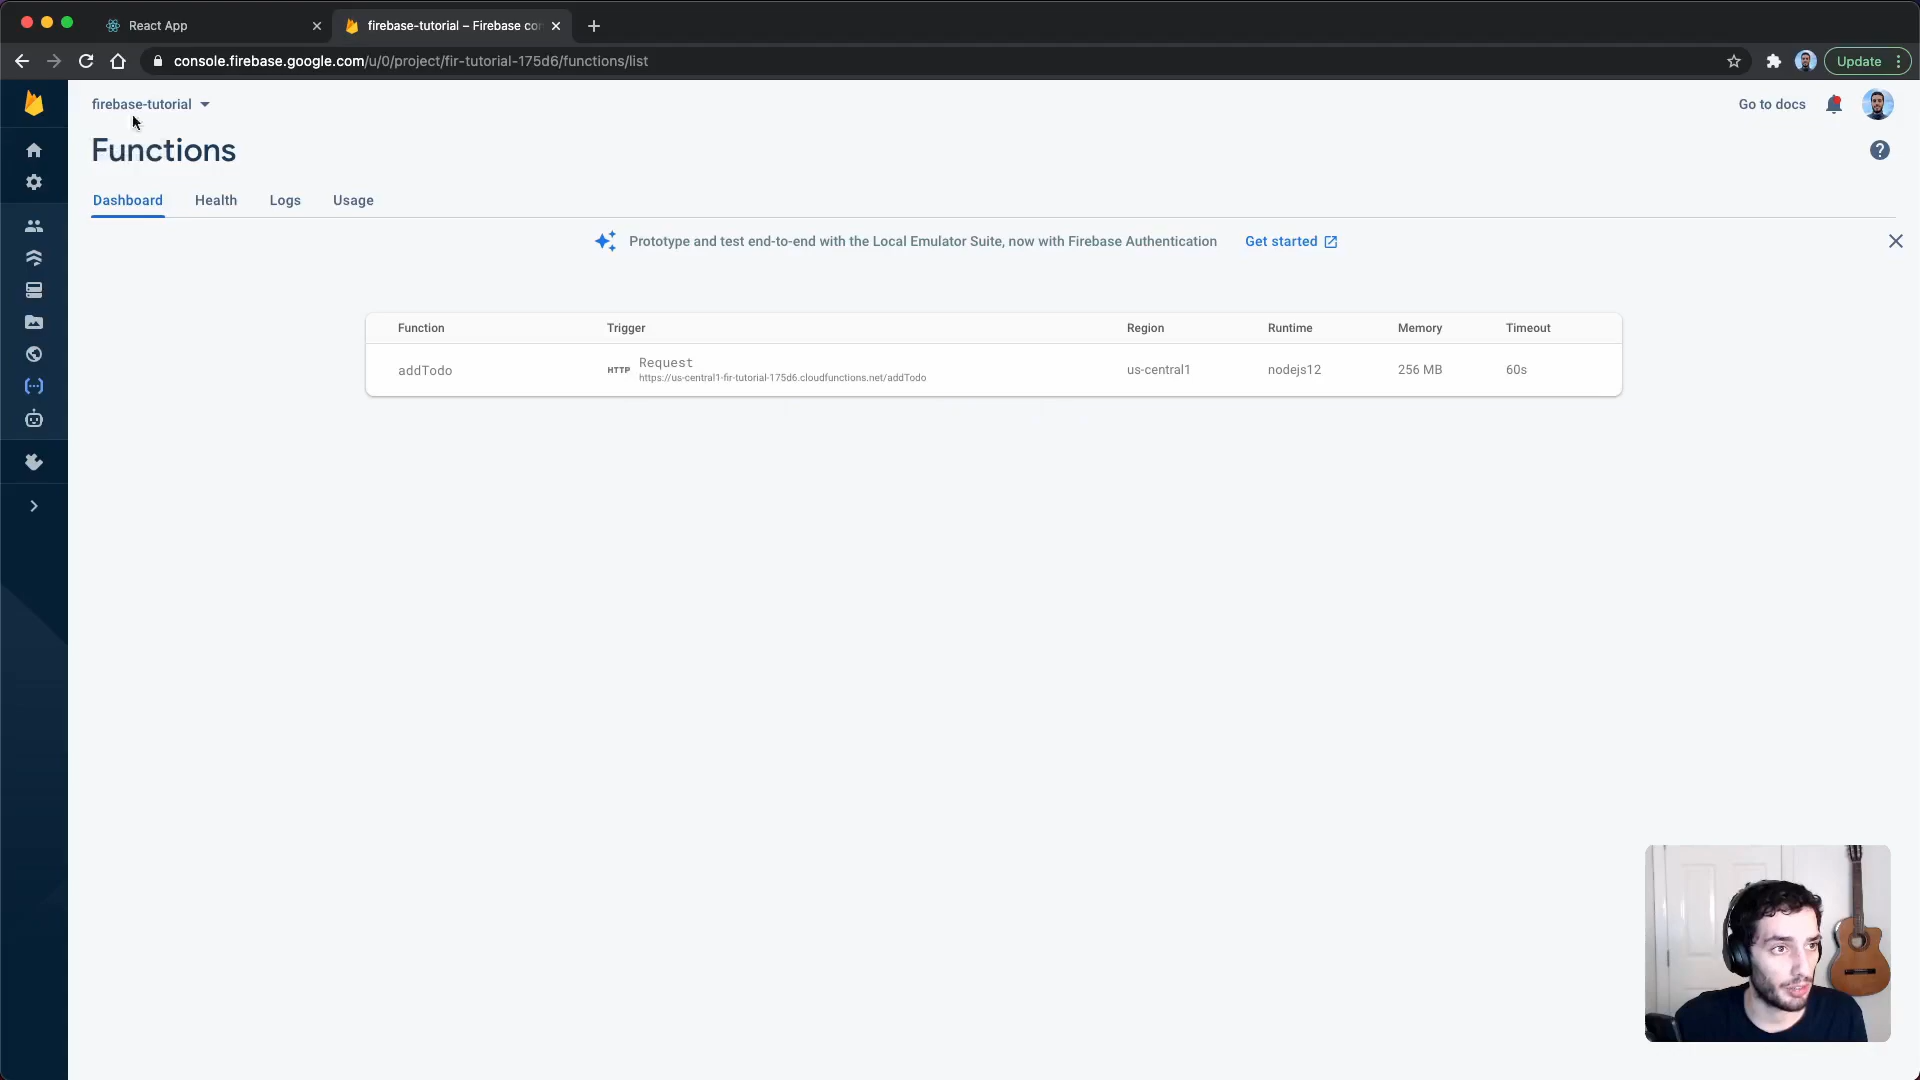 React App
firebase-tutorial – Firebase co
console.firebase.google.com/u/0/project/fir-tutorial-175d6/functions/list
Update
firebase-tutorial
Go to docs
Functions
?
Dashboard
Health
Logs
Usage
Prototype and test end-to-end with the Local Emulator Suite, now with Firebase Authentication
Get started
Function
Trigger
Region
Runtime
Memory
Timeout
addTodo
HTTP
Request
https://us-central1-fir-tutorial-175d6.cloudfunctions.net/addTodo
us-central1
nodejs12
256 MB
60s